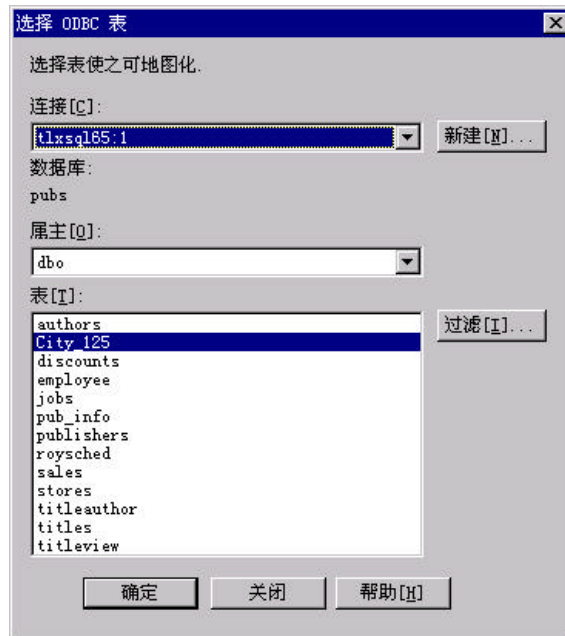 选择 ODBC 表
选择表使之可地图化.
连接[C]:
tlxsql65:1
新建[N]...
数据库:
pubs
属主[O]:
dbo
表[T]:
过滤[I]...
authors
City_125
discounts
employee
jobs
pub_info
publishers
roysched
sales
stores
titleauthor
titles
titleview
确定
关闭
帮助[H]